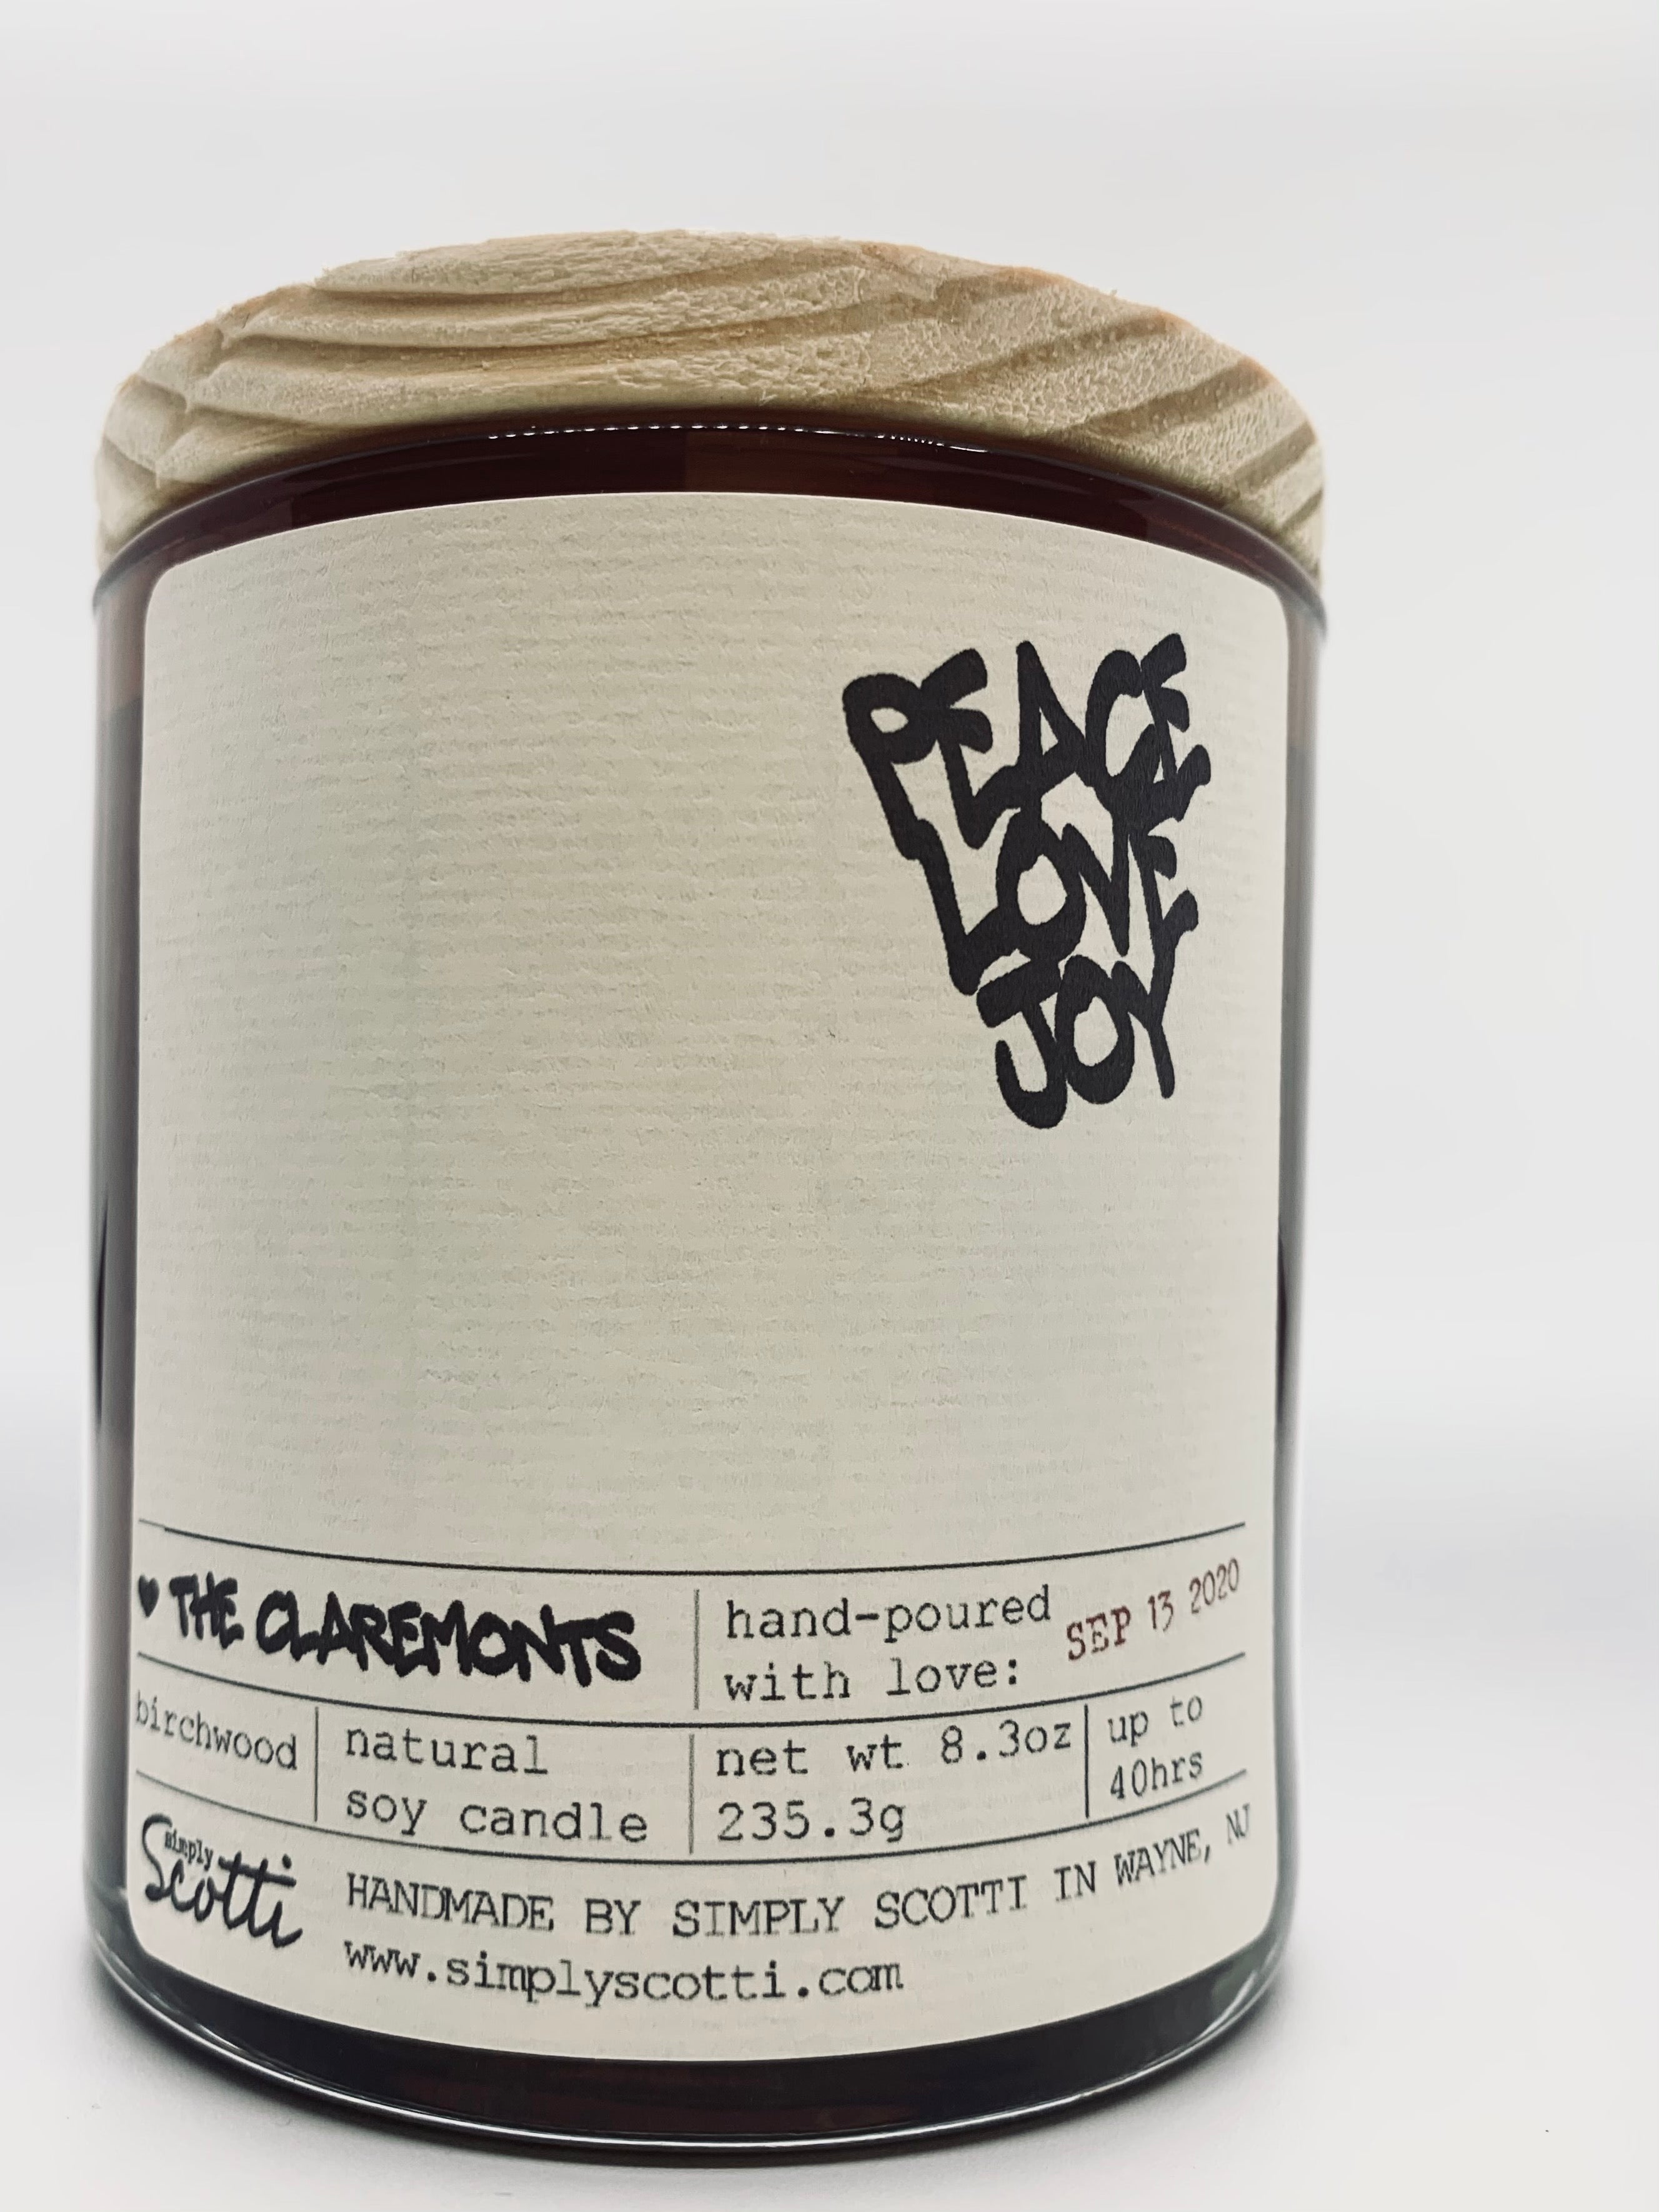 PEACE
LOVE
JOY
♥ THE CLAREMONTS
hand-poured
with love:
SEP 13 2020
birchwood
natural
soy candle
net wt 8.3oz
235.3g
up to
40hrs
simply
Scotti
HANDMADE BY SIMPLY SCOTTI IN WAYNE, NJ
www.simplyscotti.com